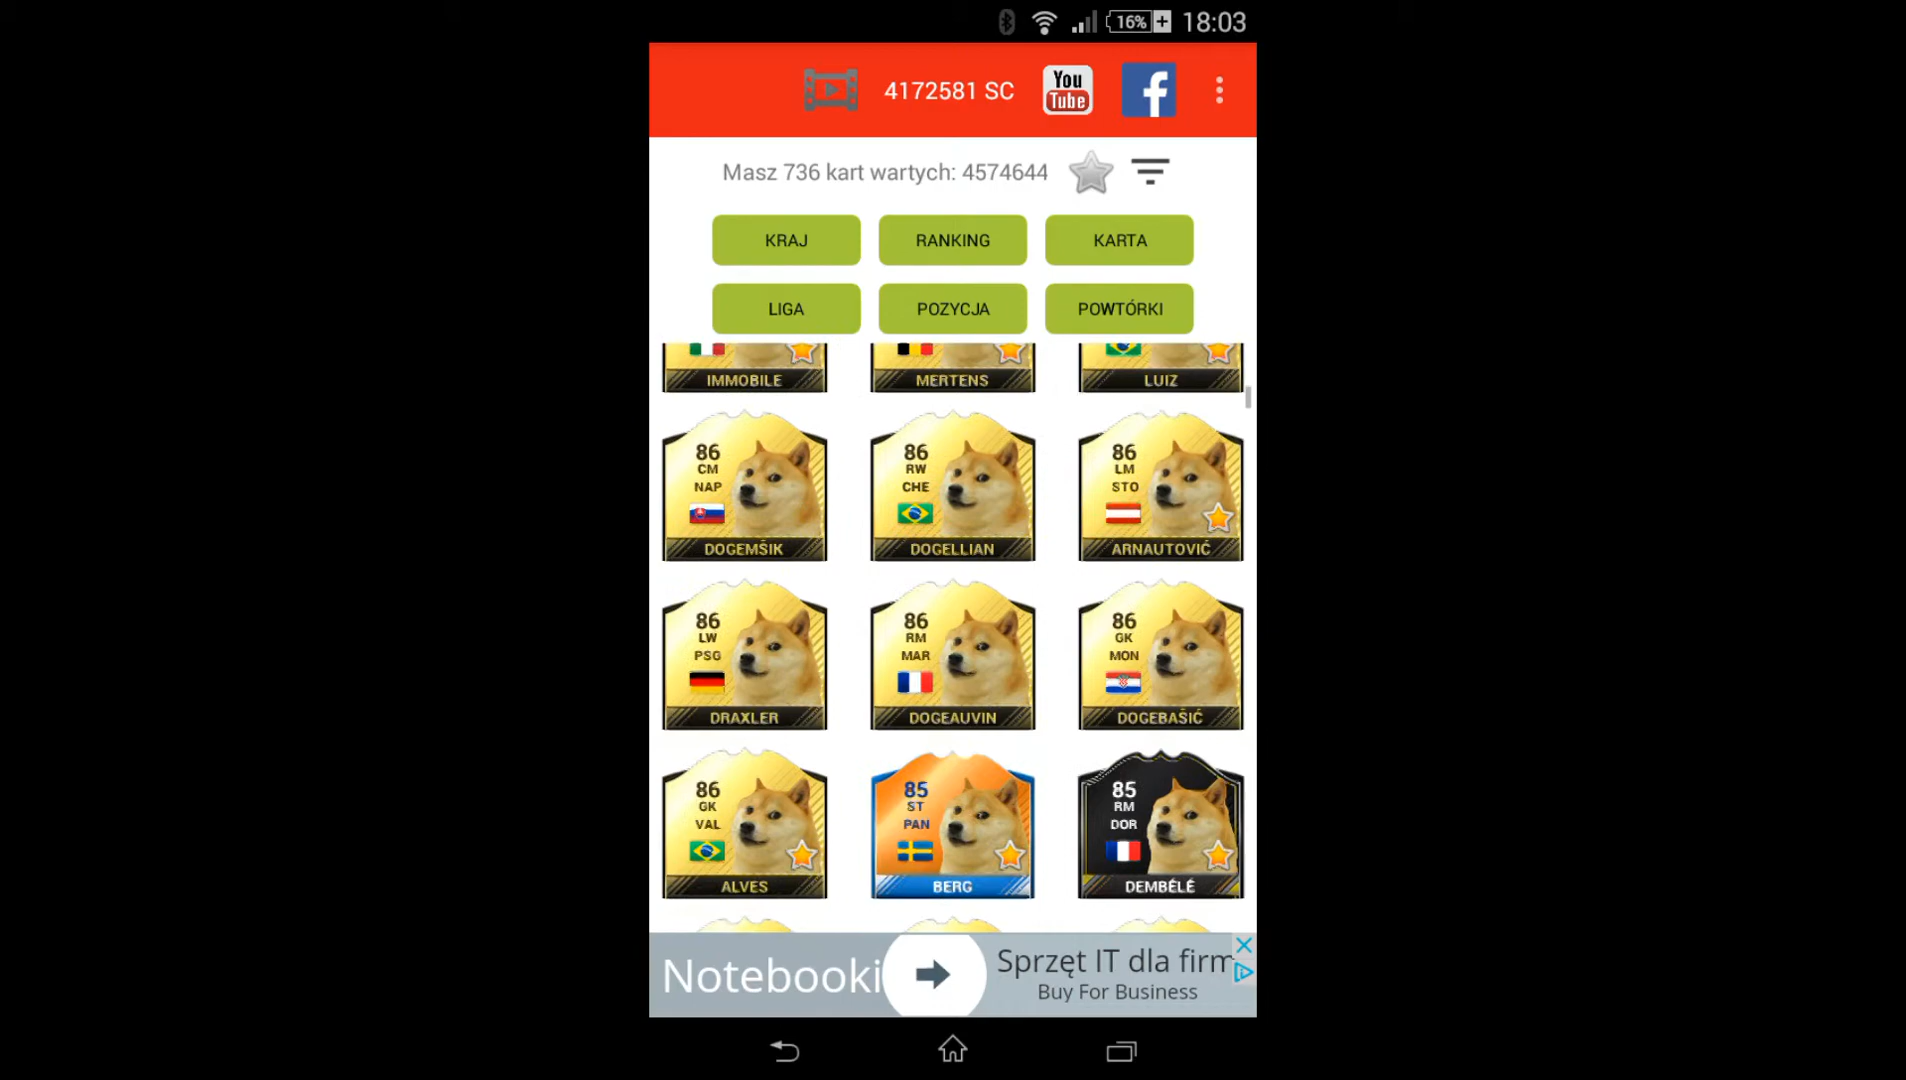 16% 18:03
4172581 SC You Tube f
Masz 736 kart wartych: 4574644
KRAJ RANKING KARTA
LIGA POZYCJA POWTÓRKI
IMMOBILE MERTENS LUIZ
86 86 86
CM RW LM
NAP CHE STO
DOGEMŠIK DOGELLIAN ARNAUTOVIĆ
86 86 86
LW RM GK
PSG MAR MON
DRAXLER DOGEAUVIN DOGEBAŠIĆ
86 85 85
GK ST RM
VAL PAN DOR
ALVES BERG DEMBÉLÉ
Notebooki Sprzęt IT dla firm
Buy For Business